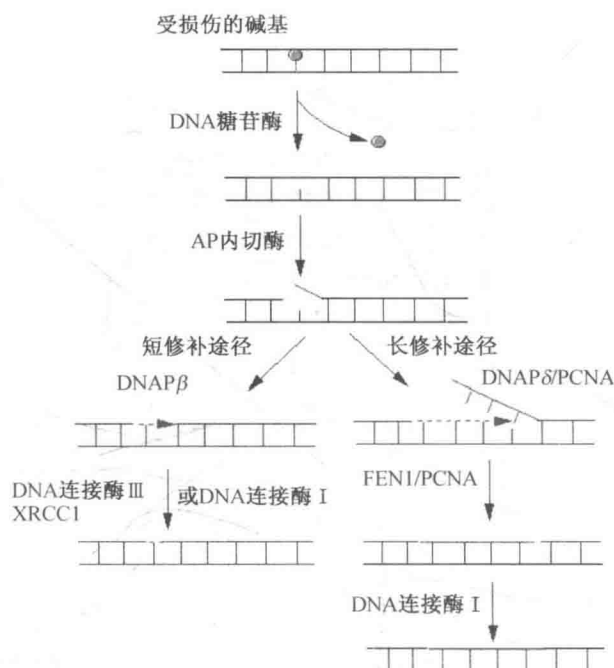 受损伤的碱基
DNA糖苷酶
AP内切酶
短修补途径
长修补途径
DNAPβ
DNAPδ/PCNA
DNA连接酶Ⅲ
XRCC1
或DNA连接酶Ⅰ
FEN1/PCNA
DNA连接酶Ⅰ